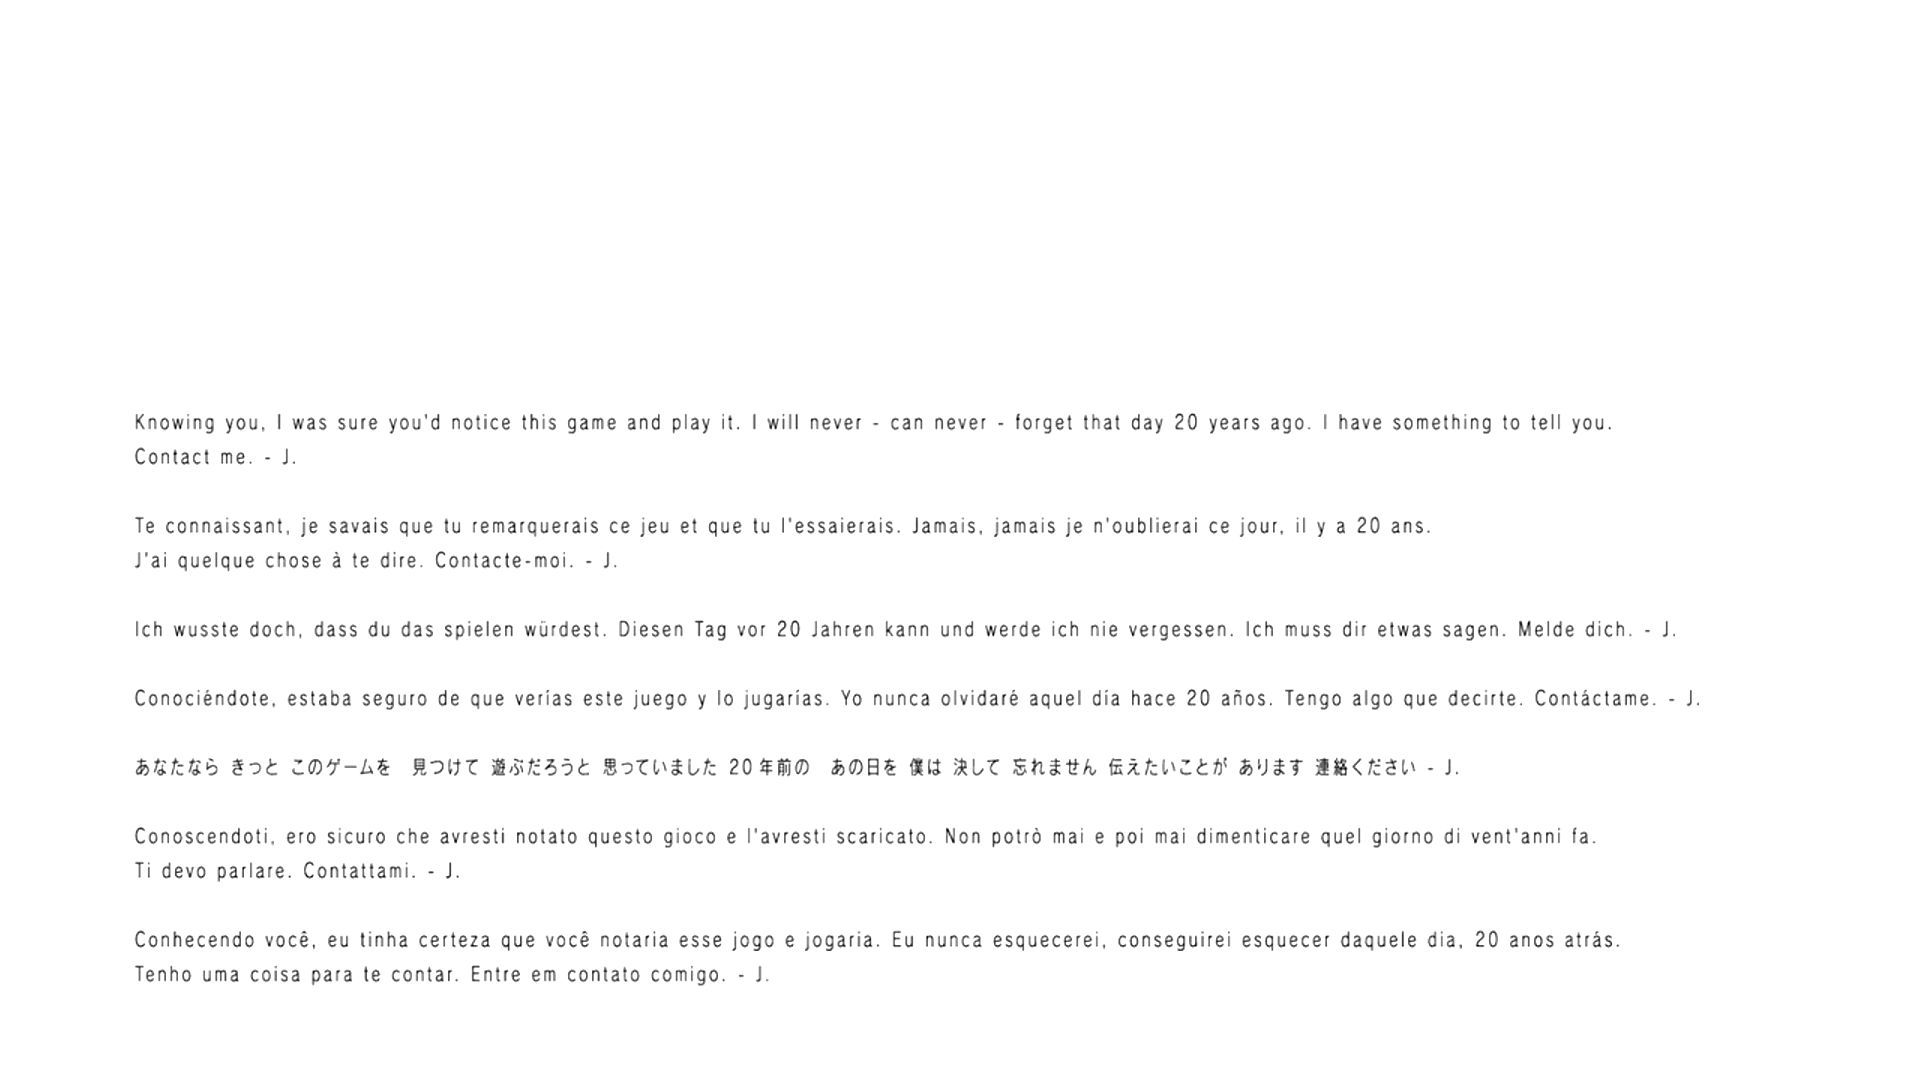 Knowing you, I was sure you'd notice this game and play it. I will never - can never - forget that day 20 years ago. I have something to tell you.
Contact me. - J.
Te connaissant, je savais que tu remarquerais ce jeu et que tu l'essaierais. Jamais, jamais je n'oublierai ce jour, il y a 20 ans.
J'ai quelque chose à te dire. Contacte-moi. - J.
Ich wusste doch, dass du das spielen würdest. Diesen Tag vor 20 Jahren kann und werde ich nie vergessen. Ich muss dir etwas sagen. Melde dich. - J.
Conociéndote, estaba seguro de que verías este juego y lo jugarías. Yo nunca olvidaré aquel día hace 20 años. Tengo algo que decirte. Contáctame. - J.
あなたなら きっと このゲームを　見つけて 遊ぶだろうと 思っていました 20年前の　あの日を 僕は 決して 忘れません 伝えたいことが あります 連絡ください - J.
Conoscendoti, ero sicuro che avresti notato questo gioco e l'avresti scaricato. Non potrò mai e poi mai dimenticare quel giorno di vent'anni fa.
Ti devo parlare. Contattami. - J.
Conhecendo você, eu tinha certeza que você notaria esse jogo e jogaria. Eu nunca esquecerei, conseguirei esquecer daquele dia, 20 anos atrás.
Tenho uma coisa para te contar. Entre em contato comigo. - J.